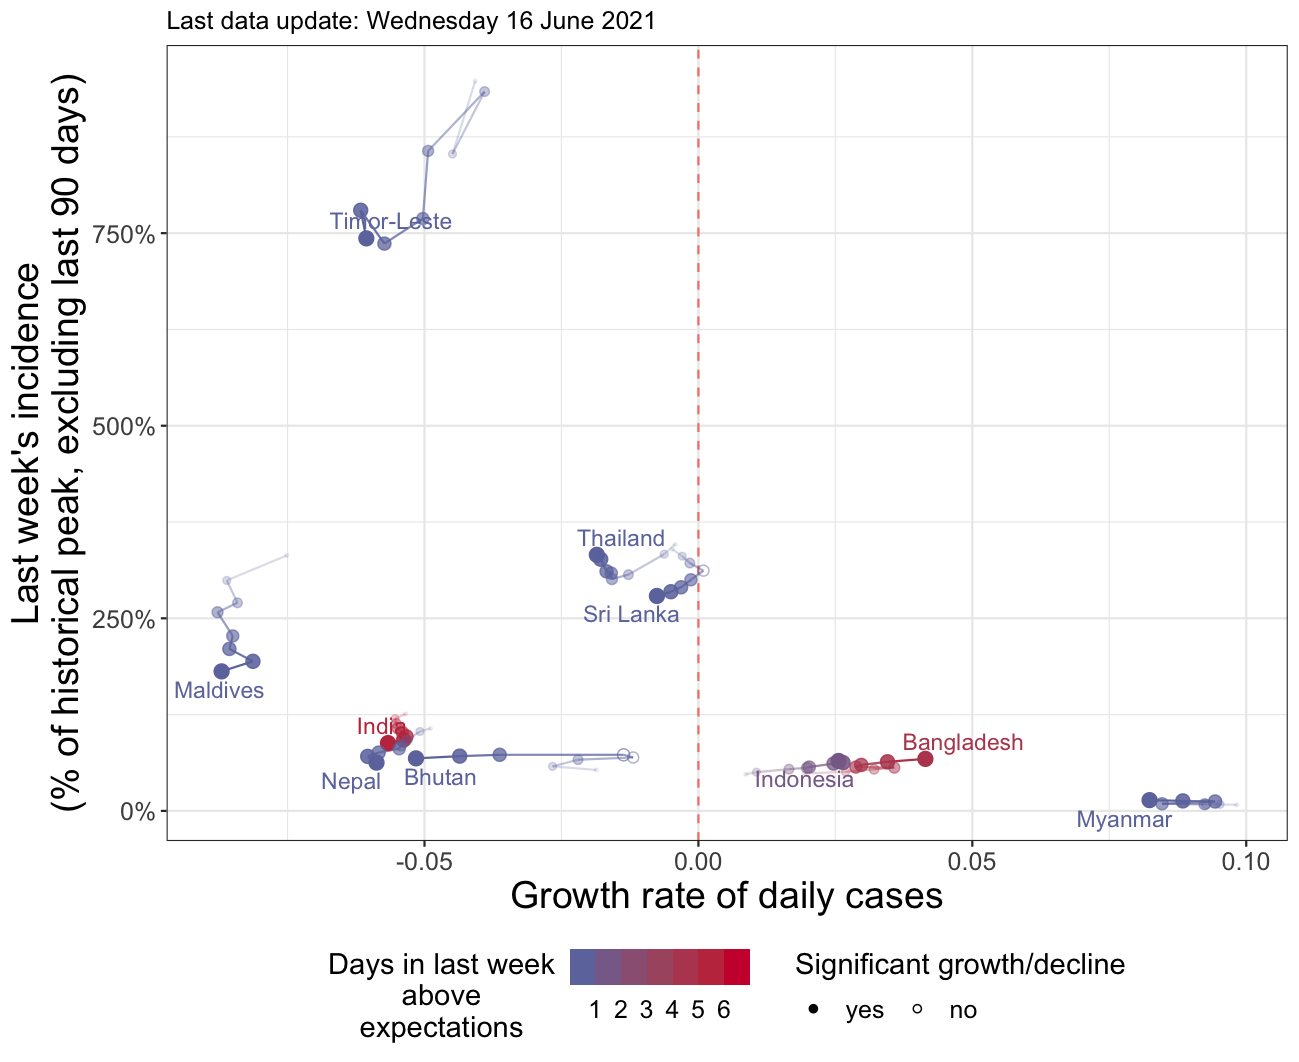 Last data update: Wednesday 16 June 2021
Last week's incidence
(% of historical peak, excluding last 90 days)
750%
500%
250%
0%
Timor-Leste
Thailand
Sri Lanka
Maldives
India
Nepal
Bhutan
Bangladesh
Indonesia
Myanmar
-0.05
0.00
0.05
0.10
Growth rate of daily cases
Days in last week
above
expectations
1 2 3 4 5 6
Significant growth/decline
yes
no